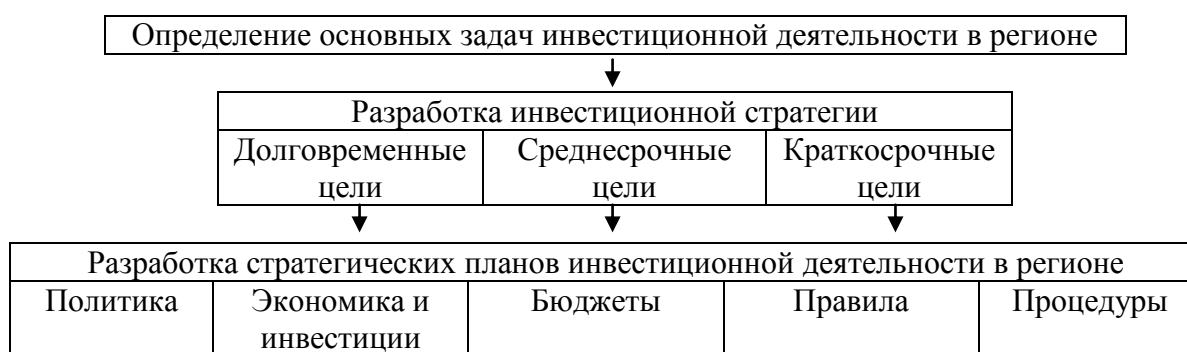 Определение основных задач инвестиционной деятельности в регионе
Разработка инвестиционной стратегии
Долговременные цели
Среднесрочные цели
Краткосрочные цели
Разработка стратегических планов инвестиционной деятельности в регионе
Политика
Экономика и инвестиции
Бюджеты
Правила
Процедуры